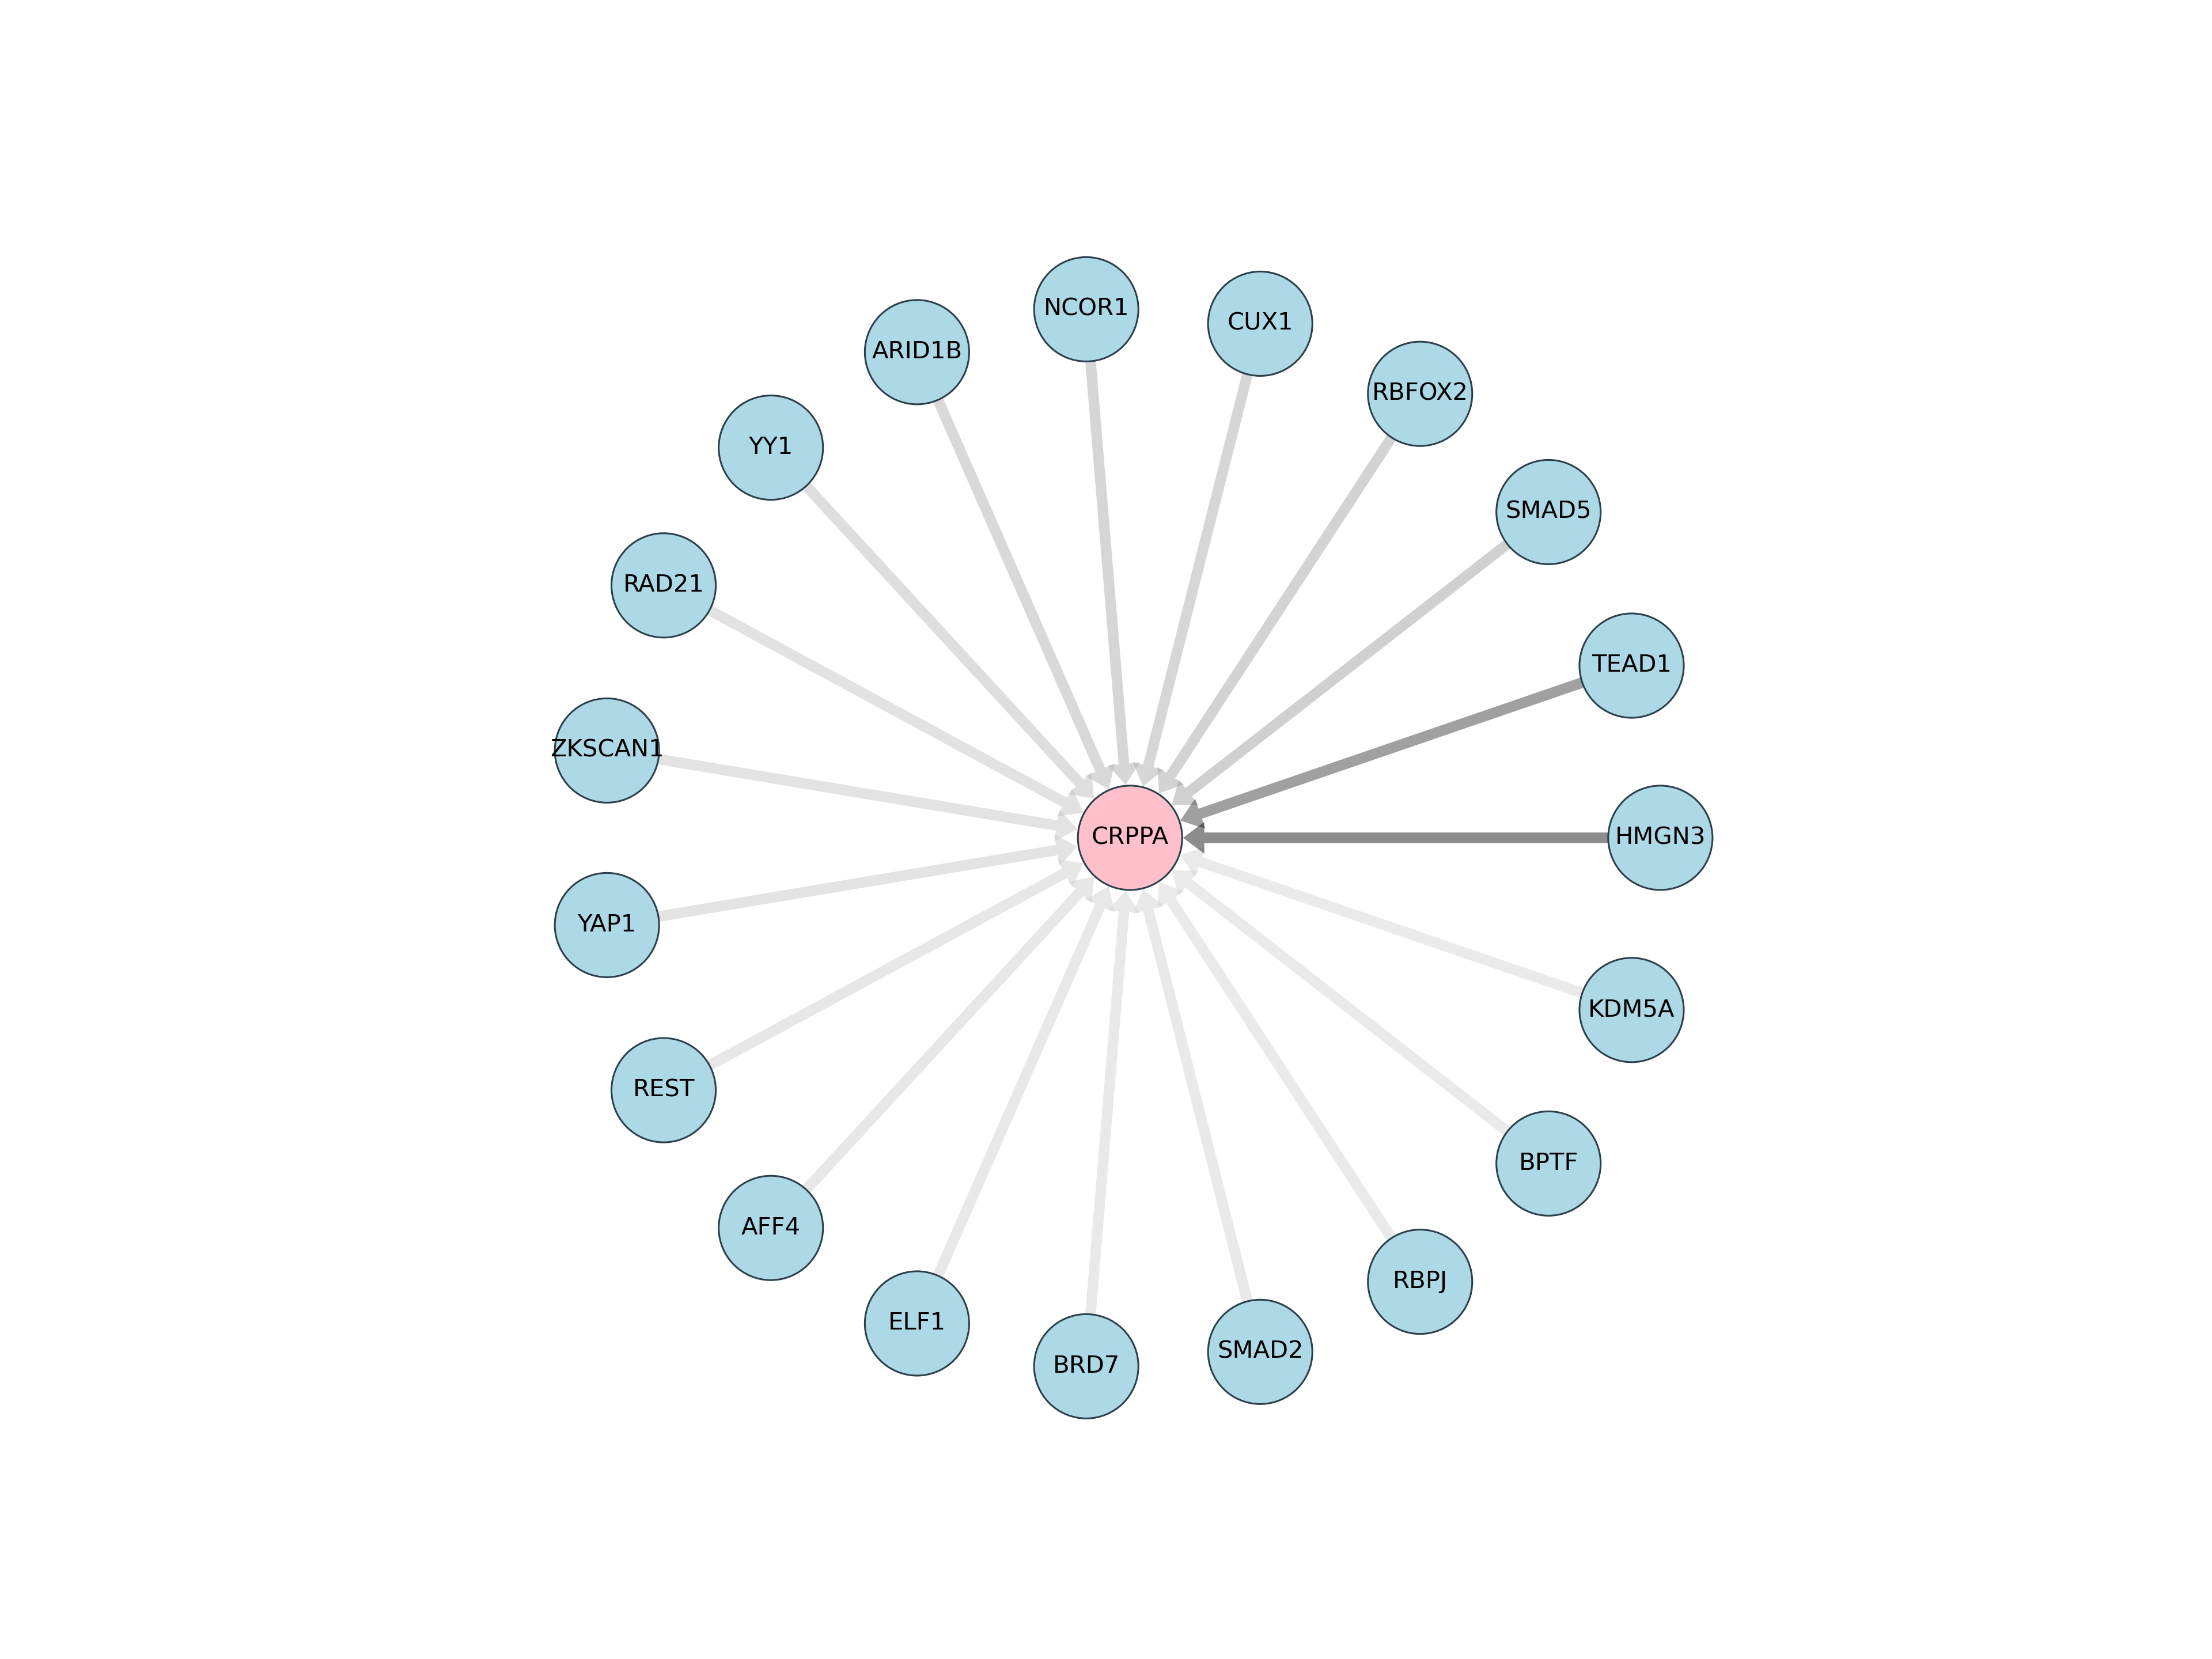 NCOR1
CUX1
ARID1B
RBFOX2
YY1
SMAD5
RAD21
TEAD1
ZKSCAN1
CRPPA
HMGN3
YAP1
KDM5A
REST
BPTF
AFF4
RBPJ
ELF1
SMAD2
BRD7